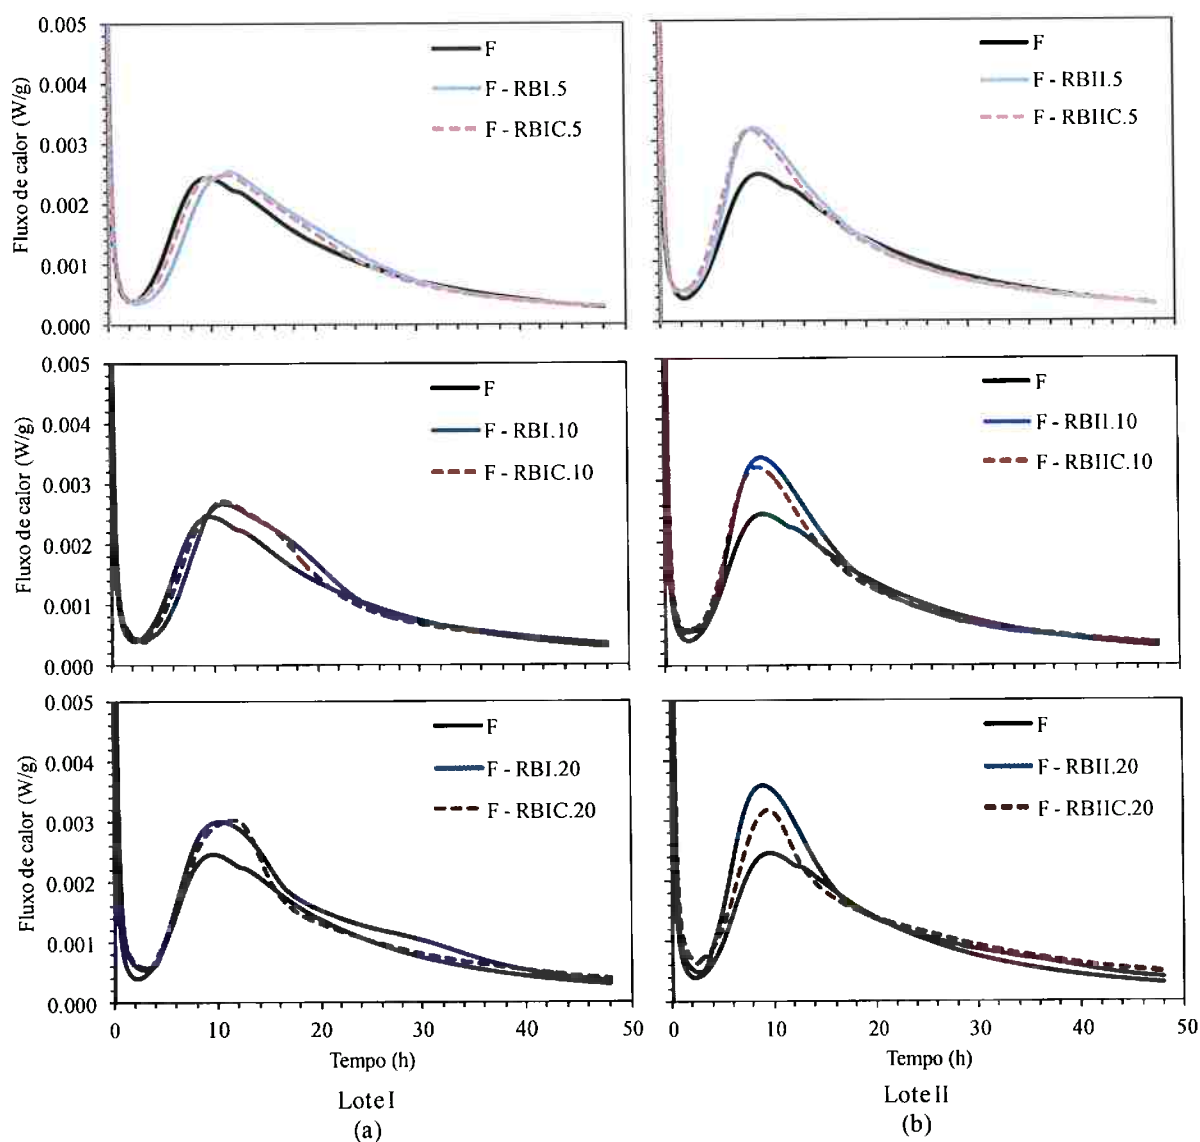 0.005
0.004
0.003
0.002
0.001
0.000
Fluxo de calor (W/g)
F
F - RBI.5
F - RBIC.5
F
F - RBII.5
F - RBIIC.5
0.005
0.004
0.003
0.002
0.001
0.000
Fluxo de calor (W/g)
F
F - RBI.10
F - RBIC.10
F
F - RBII.10
F - RBIIC.10
0.005
0.004
0.003
0.002
0.001
0.000
Fluxo de calor (W/g)
F
F - RBI.20
F - RBIC.20
F
F - RBII.20
F - RBIIC.20
0 10 20 30 40 50
0 10 20 30 40 50
Tempo (h)
Tempo (h)
Lote I
Lote II
(a)
(b)